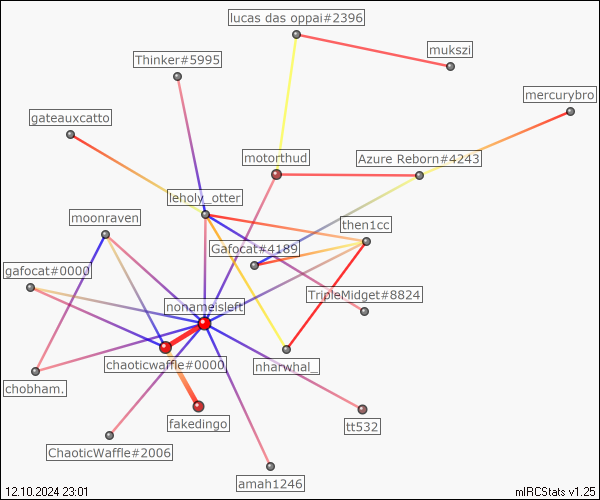 lucas das oppai#2396
mukszi
Thinker#5995
mercurybro
gateauxcatto
motorthud
Azure Reborn#4243
leholy_otter
moonraven
then1cc
Gafocat#4189
gafocat#0000
TripleMidget#8824
nonameisleft
chaoticwaffle#0000
nharwhal_
chobham.
fakedingo
tt532
ChaoticWaffle#2006
amah1246
12.10.2024 23:01
mIRCStats v1.25